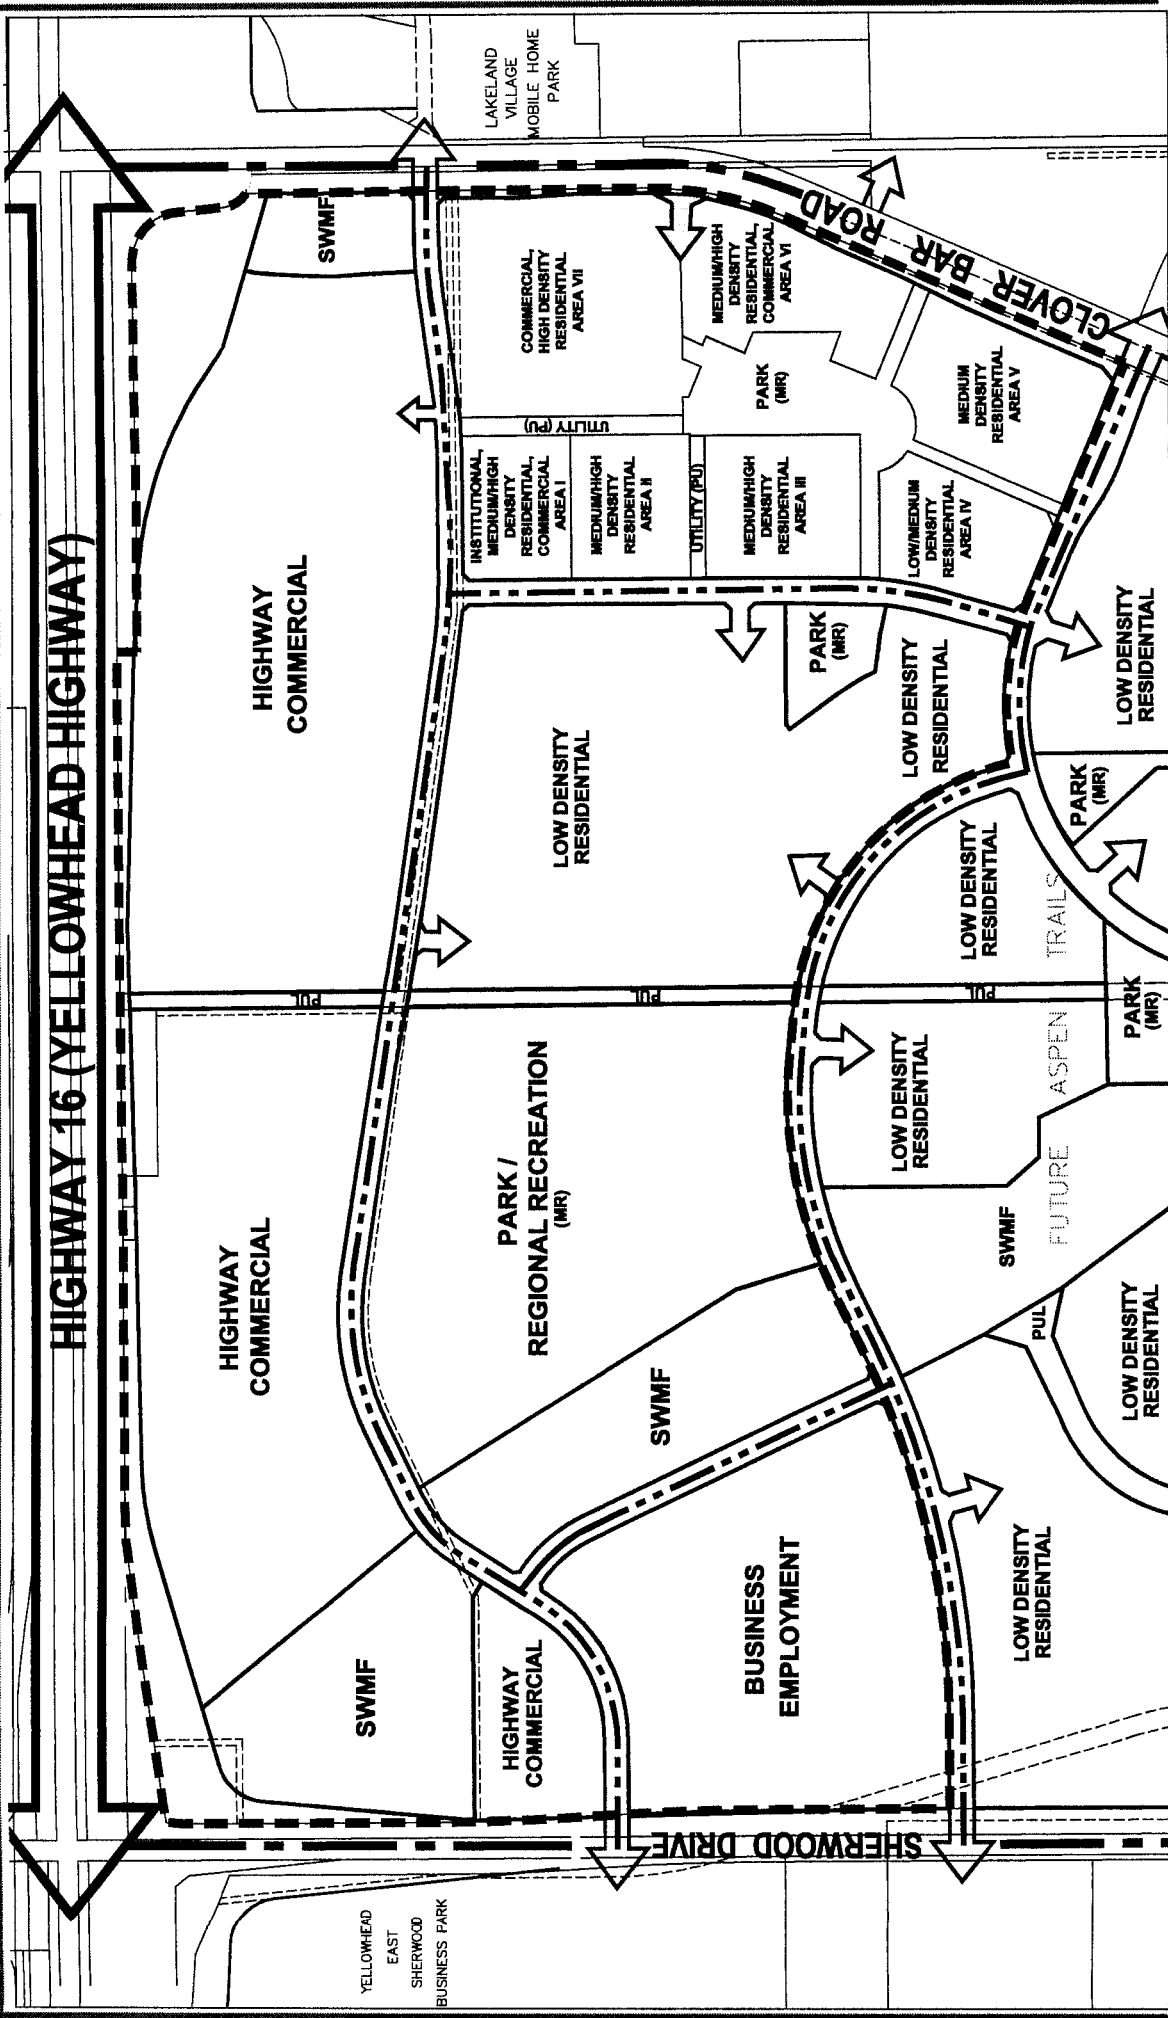 HIGHWAY 16 (YELLOWHEAD HIGHWAY)
YELLOWHEAD
EAST
SHERWOOD
BUSINESS PARK
SHERWOOD DRIVE
SWMF
HIGHWAY
COMMERCIAL
BUSINESS
EMPLOYMENT
LOW DENSITY
RESIDENTIAL
HIGHWAY
COMMERCIAL
SWMF
PARK /
REGIONAL RECREATION
(MR)
PUL
LOW DENSITY
RESIDENTIAL
SWMF
LOW DENSITY
RESIDENTIAL
FUTURE ASPEN TRAILS
PUL
PUL
PUL
PARK
(MR)
HIGHWAY
COMMERCIAL
LOW DENSITY
RESIDENTIAL
LOW DENSITY
RESIDENTIAL
PARK
(MR)
LOW DENSITY
RESIDENTIAL
PARK
(MR)
LOW DENSITY
RESIDENTIAL
INSTITUTIONAL,
MEDIUM/HIGH
DENSITY
RESIDENTIAL,
COMMERCIAL
AREA I
MEDIUM/HIGH
DENSITY
RESIDENTIAL
AREA II
UTILITY (PU)
MEDIUM/HIGH
DENSITY
RESIDENTIAL
AREA III
LOW/MEDIUM
DENSITY
RESIDENTIAL
AREA IV
UTILITY (PU)
PARK
(MR)
MEDIUM
DENSITY
RESIDENTIAL
AREA V
SWMF
COMMERCIAL,
HIGH DENSITY
RESIDENTIAL
AREA VII
MEDIUM/HIGH
DENSITY
RESIDENTIAL,
COMMERCIAL
AREA VI
CLOVER BAR ROAD
LAKELAND
VILLAGE
MOBILE HOME
PARK